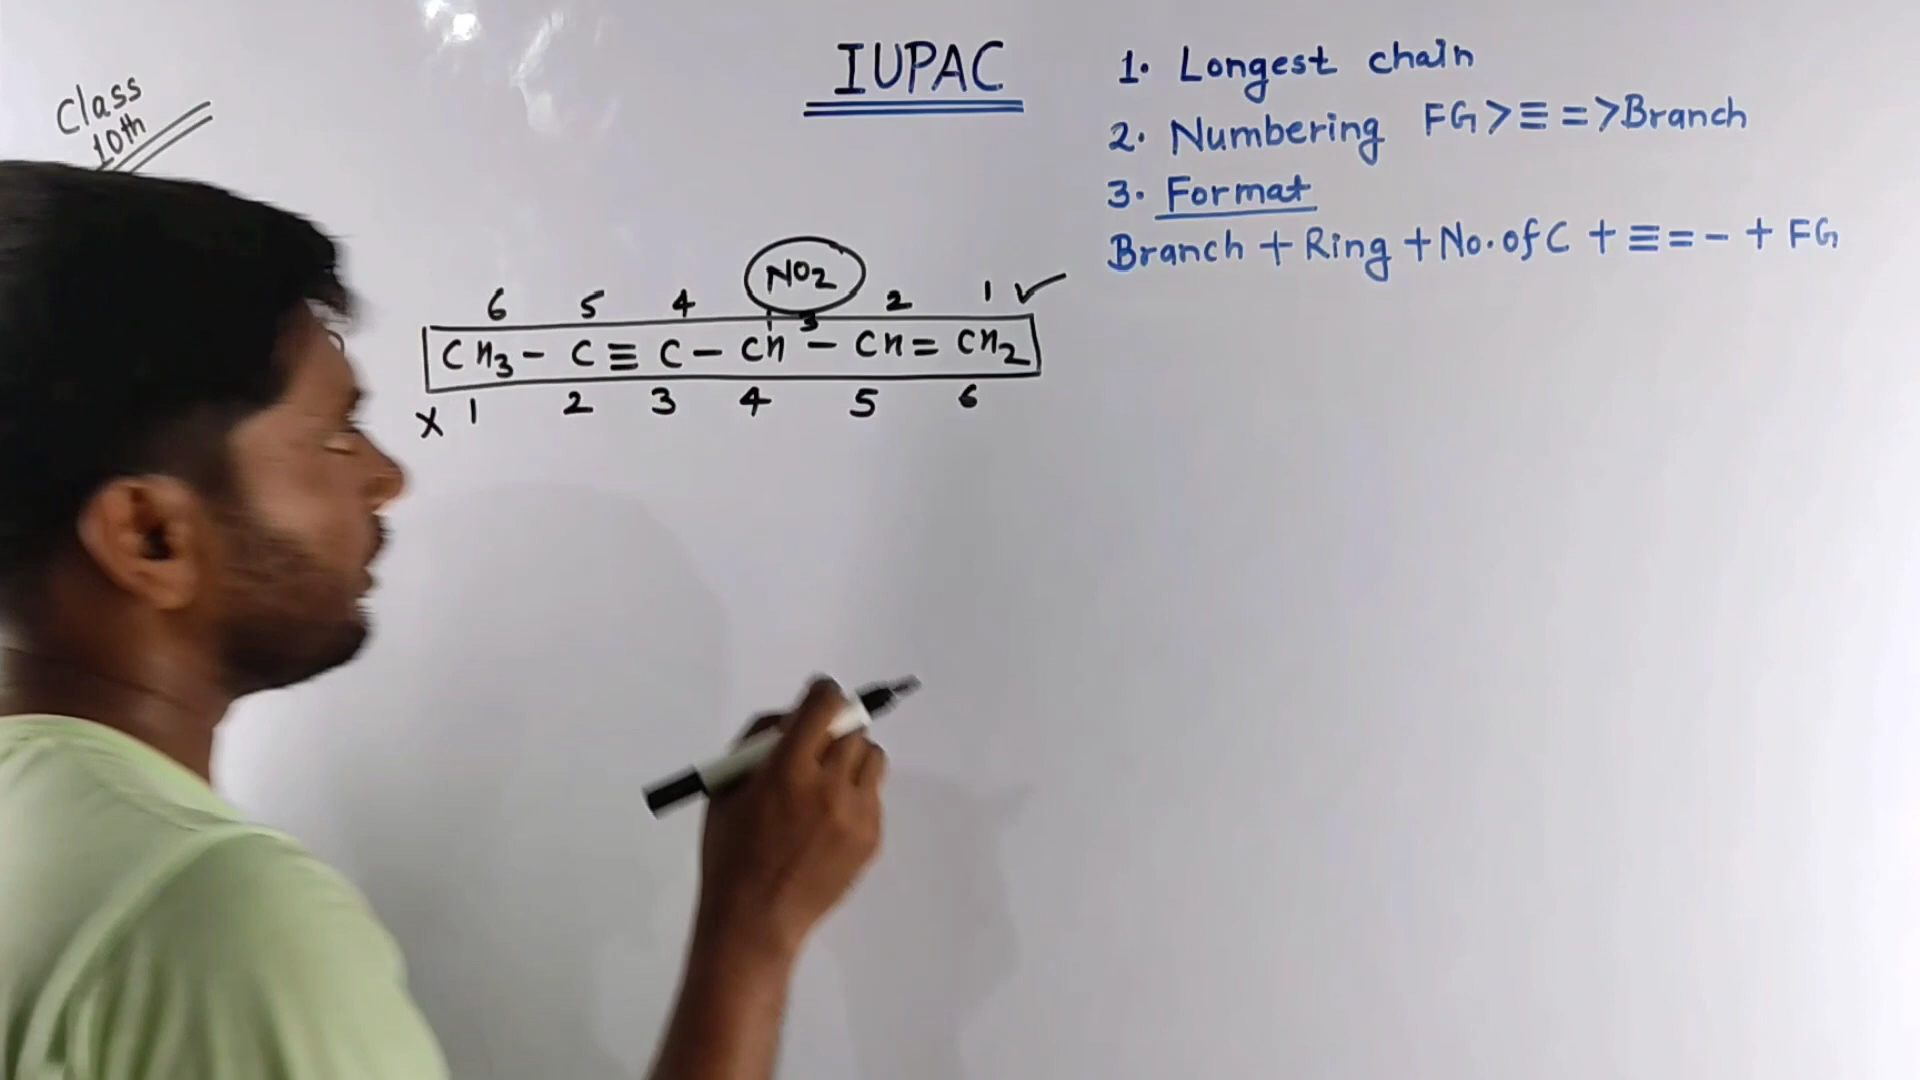 Class
10th
IUPAC
1. Longest chain
2. Numbering FG > ≡ = > Branch
3. Format
Branch + Ring + No. of C + ≡ = - + FG
NO2
6 5 4 3 2 1 ✓
CH3 - C ≡ C - CH - CH = CH2
X 1 2 3 4 5 6